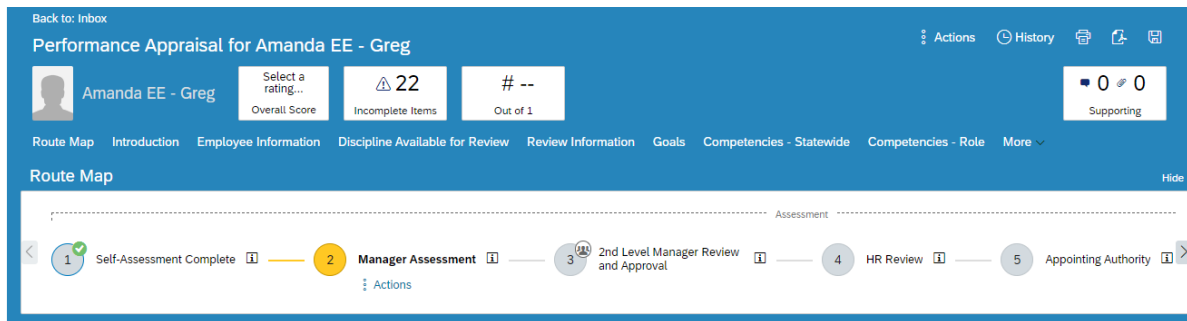 Back to: Inbox
Performance Appraisal for Amanda EE - Greg
Actions History
Amanda EE - Greg
Select a
rating...
Overall Score
22
Incomplete Items
# --
Out of 1
0 0
Supporting
Route Map Introduction Employee Information Discipline Available for Review Review Information Goals Competencies - Statewide Competencies - Role More
Route Map
Hide
Assessment
1 Self-Assessment Complete
2 Manager Assessment
Actions
3 2nd Level Manager Review
and Approval
4 HR Review
5 Appointing Authority